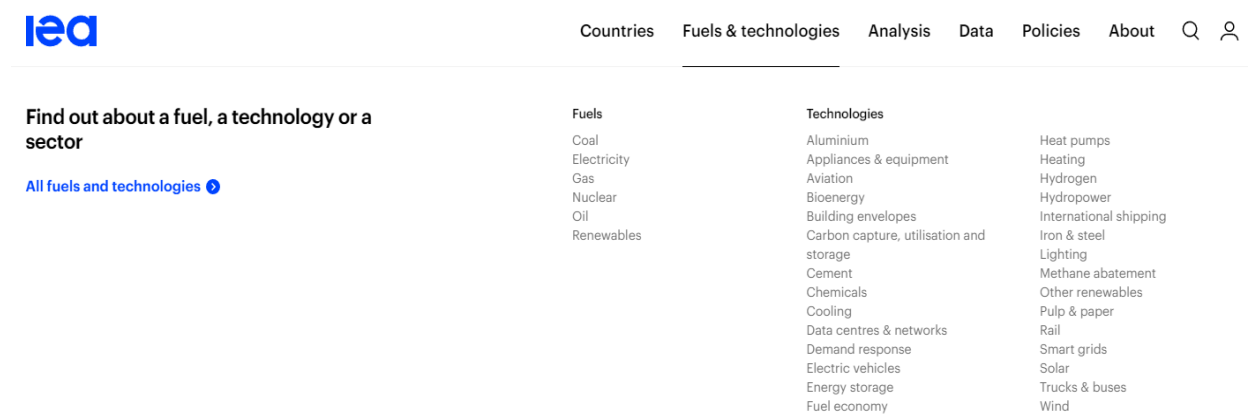 iea
Countries
Fuels & technologies
Analysis
Data
Policies
About
Find out about a fuel, a technology or a
sector
All fuels and technologies
Fuels
Coal
Electricity
Gas
Nuclear
Oil
Renewables
Technologies
Aluminium
Appliances & equipment
Aviation
Bioenergy
Building envelopes
Carbon capture, utilisation and
storage
Cement
Chemicals
Cooling
Data centres & networks
Demand response
Electric vehicles
Energy storage
Fuel economy
Heat pumps
Heating
Hydrogen
Hydropower
International shipping
Iron & steel
Lighting
Methane abatement
Other renewables
Pulp & paper
Rail
Smart grids
Solar
Trucks & buses
Wind